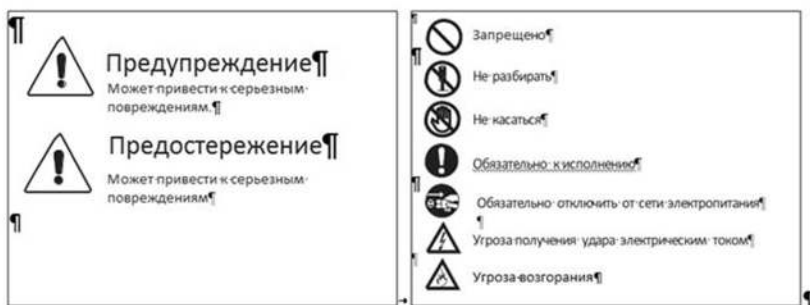 Предупреждение¶
Может·привести·к·серьезным·
повреждениям.¶
Предостережение¶
Может·привести·к·серьезным·
повреждениям¶
Запрещено¶
Не·разбирать¶
Не·касаться¶
Обязательно·к·исполнению¶
Обязательно·отключить·от·сети·электропитания¶
Угроза·получения·удара·электрическим·током¶
Угроза·возгорания¶